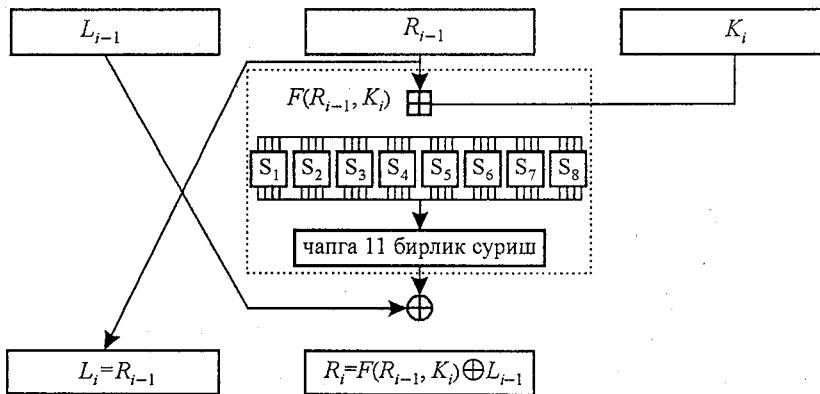 L_{i-1} R_{i-1} K_i
F(R_{i-1}, K_i)
S_1 S_2 S_3 S_4 S_5 S_6 S_7 S_8
чапга 11 бирлик суриш
L_i=R_{i-1} R_i=F(R_{i-1}, K_i)⊕L_{i-1}